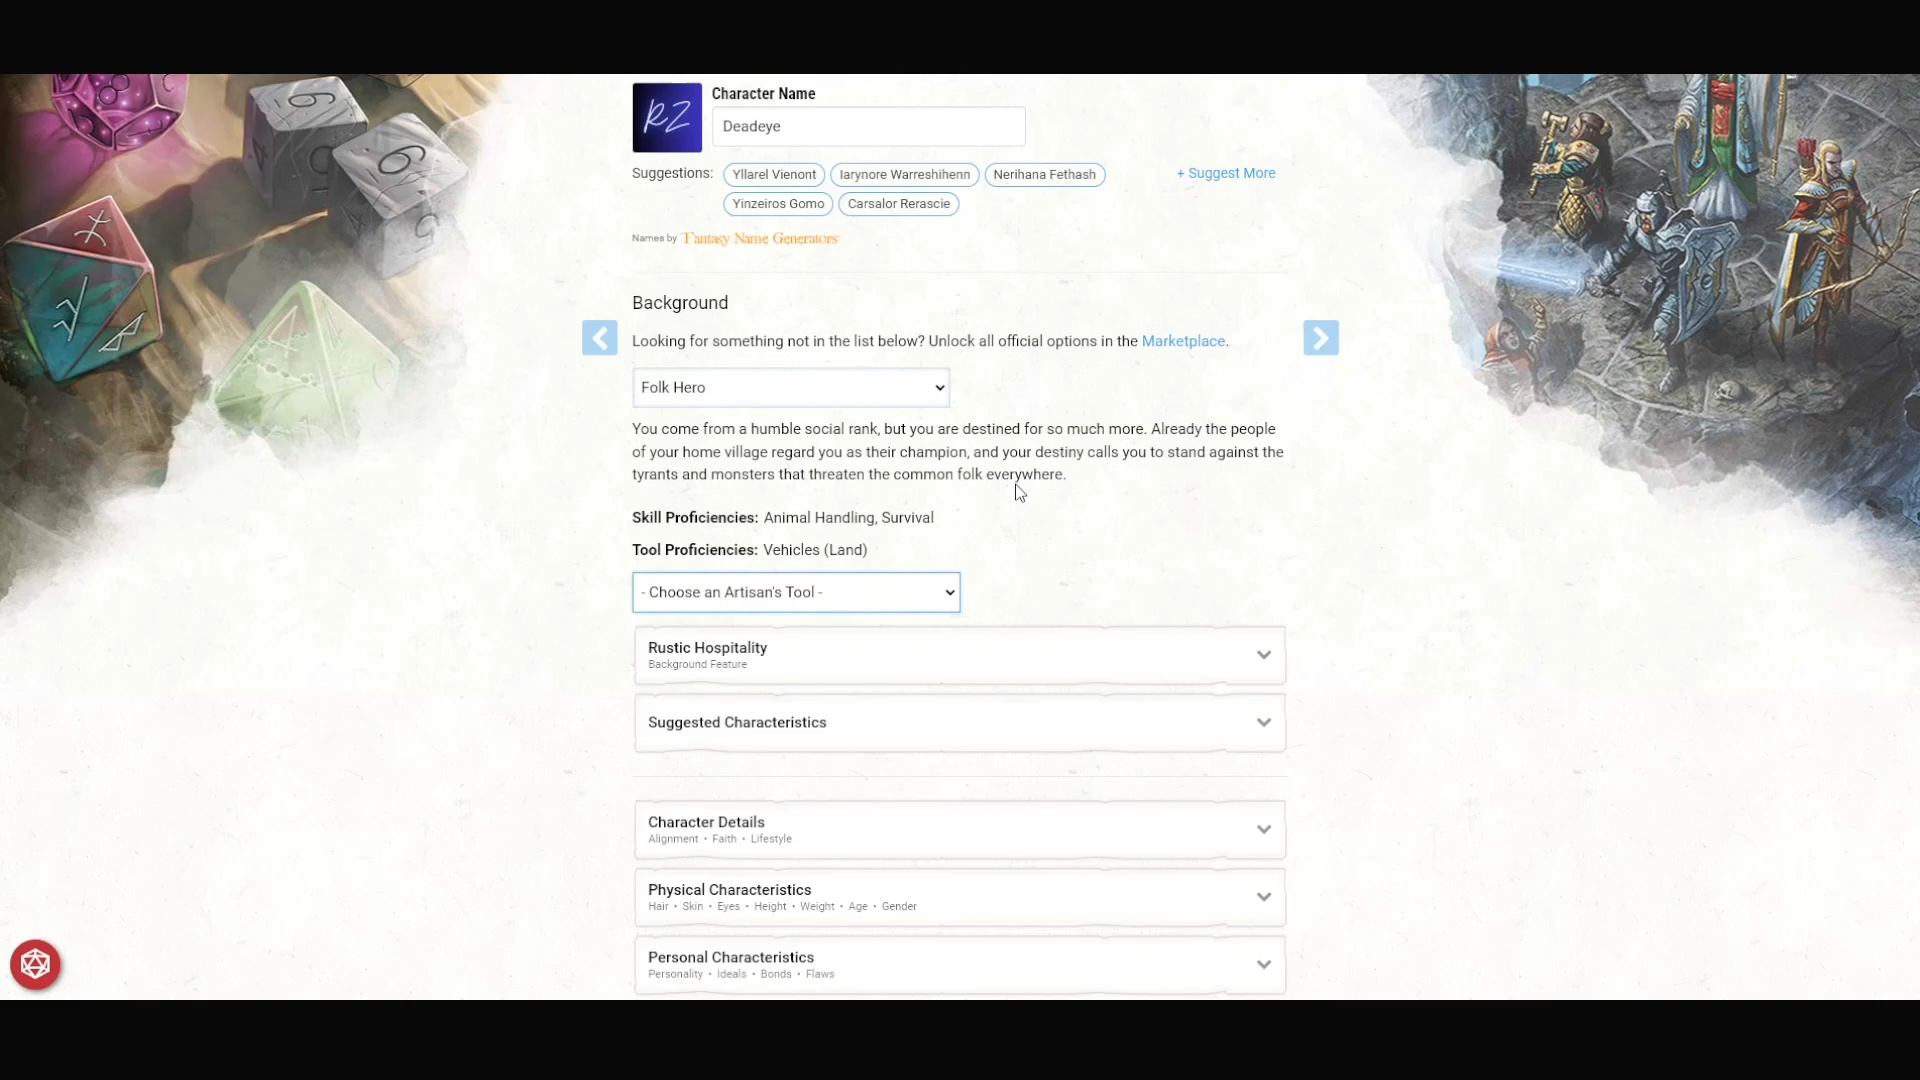 RZ
Character Name
Deadeye
Suggestions: Yllarel Vienont Iarynore Warreshihenn Nerihana Fethash + Suggest More
Yinzeiros Gomo Carsalor Rerascie
Names by Fantasy Name Generators
Background
Looking for something not in the list below? Unlock all official options in the Marketplace.
Folk Hero
You come from a humble social rank, but you are destined for so much more. Already the people
of your home village regard you as their champion, and your destiny calls you to stand against the
tyrants and monsters that threaten the common folk everywhere.
Skill Proficiencies: Animal Handling, Survival
Tool Proficiencies: Vehicles (Land)
- Choose an Artisan's Tool -
Rustic Hospitality
Background Feature
Suggested Characteristics
Character Details
Alignment • Faith • Lifestyle
Physical Characteristics
Hair • Skin • Eyes • Height • Weight • Age • Gender
Personal Characteristics
Personality • Ideals • Bonds • Flaws